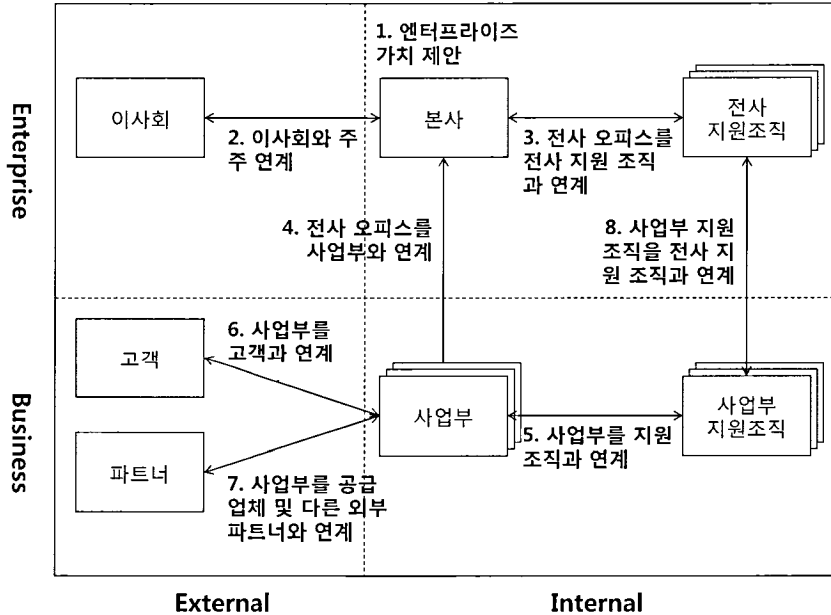 Enterprise
Business
1. 엔터프라이즈
가치 제안
이사회
본사
전사
지원조직
2. 이사회와 주
주 연계
3. 전사 오피스를
전사 지원 조직
과 연계
4. 전사 오피스를
사업부와 연계
8. 사업부 지원
조직을 전사 지
원 조직과 연계
고객
6. 사업부를
고객과 연계
사업부
사업부
지원조직
5. 사업부를 지원
조직과 연계
파트너
7. 사업부를 공급
업체 및 다른 외부
파트너와 연계
External
Internal